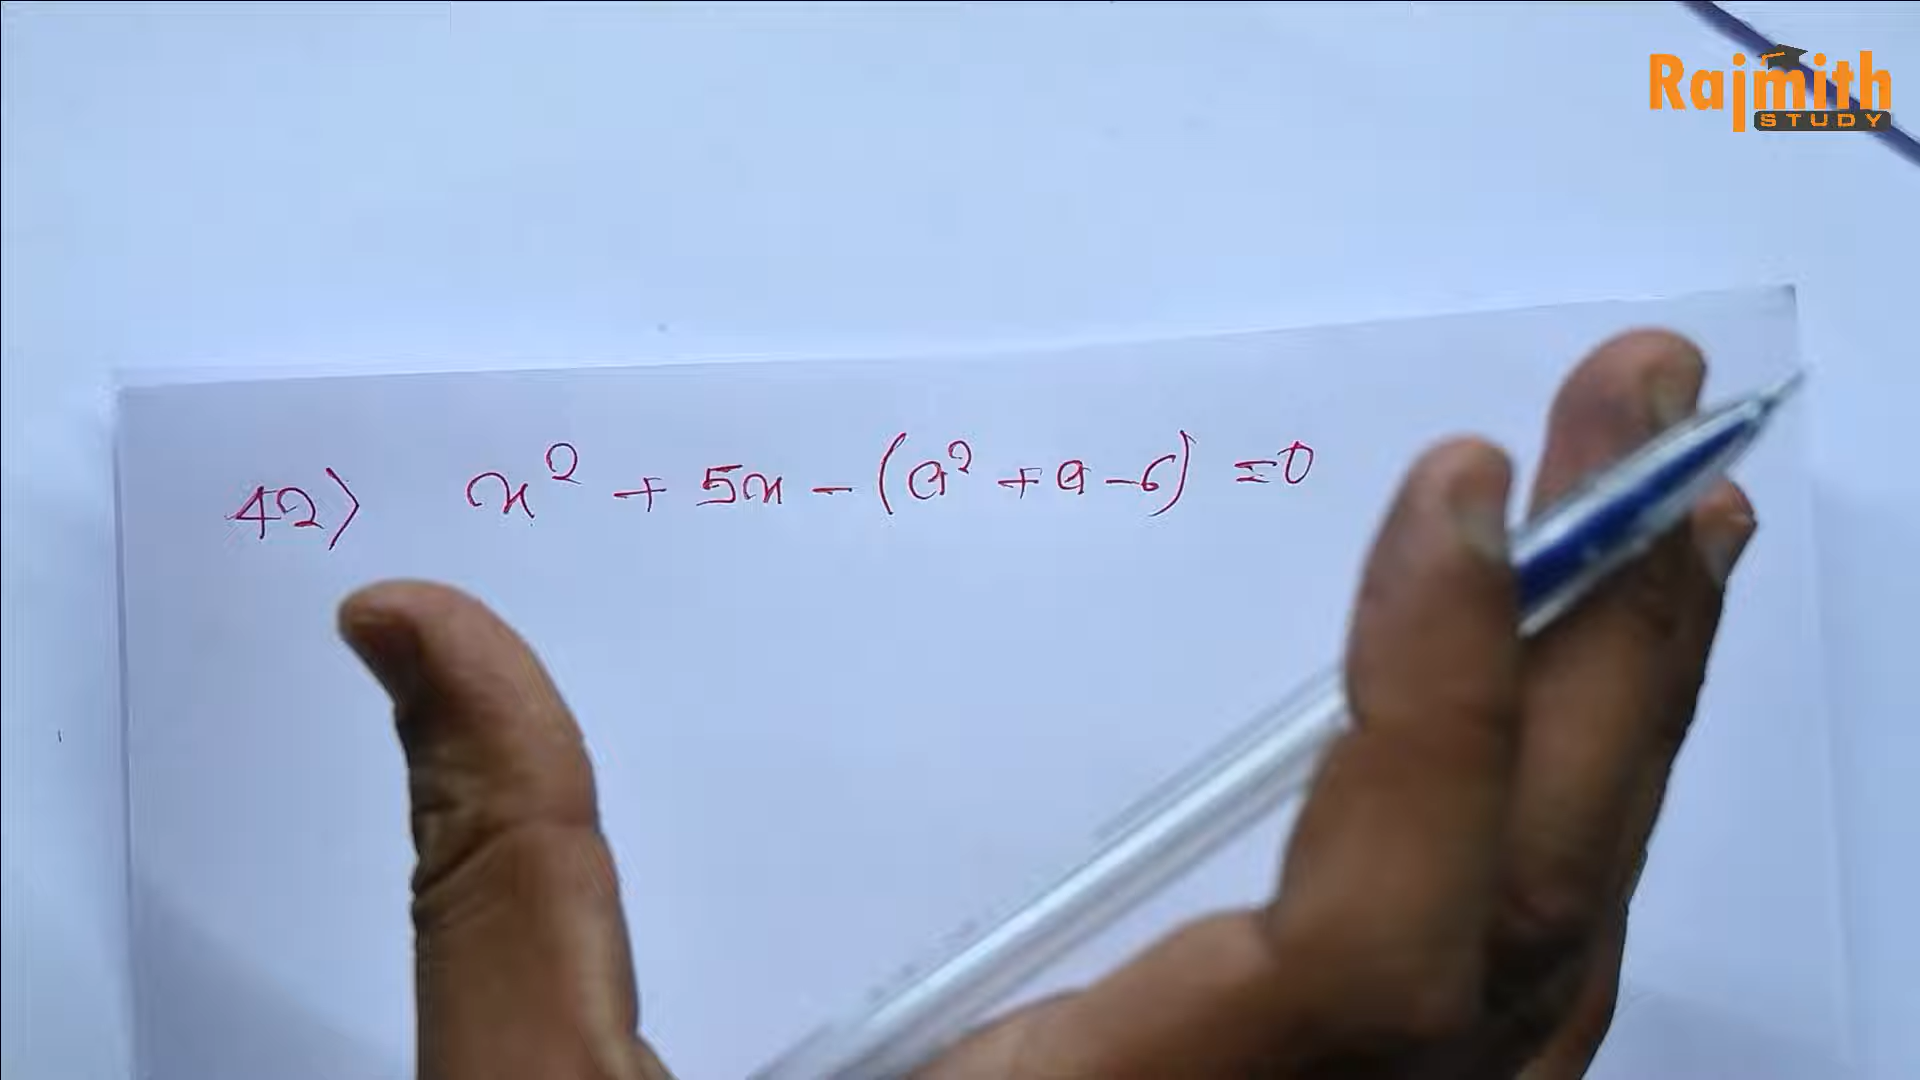 Rajmith
STUDY
42) x² + 5x - (a² + a - 6) = 0